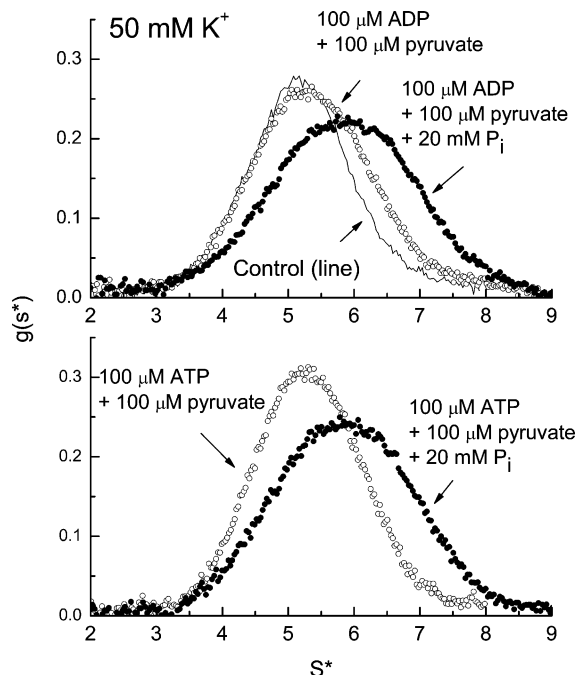 50 mM K⁺
100 μM ADP
+ 100 μM pyruvate
100 μM ADP
+ 100 μM pyruvate
+ 20 mM Pᵢ
Control (line)
0.3
0.2
0.1
0.0
2 3 4 5 6 7 8 9
g(s*)
100 μM ATP
+ 100 μM pyruvate
100 μM ATP
+ 100 μM pyruvate
+ 20 mM Pᵢ
0.3
0.2
0.1
0.0
2 3 4 5 6 7 8 9
S*